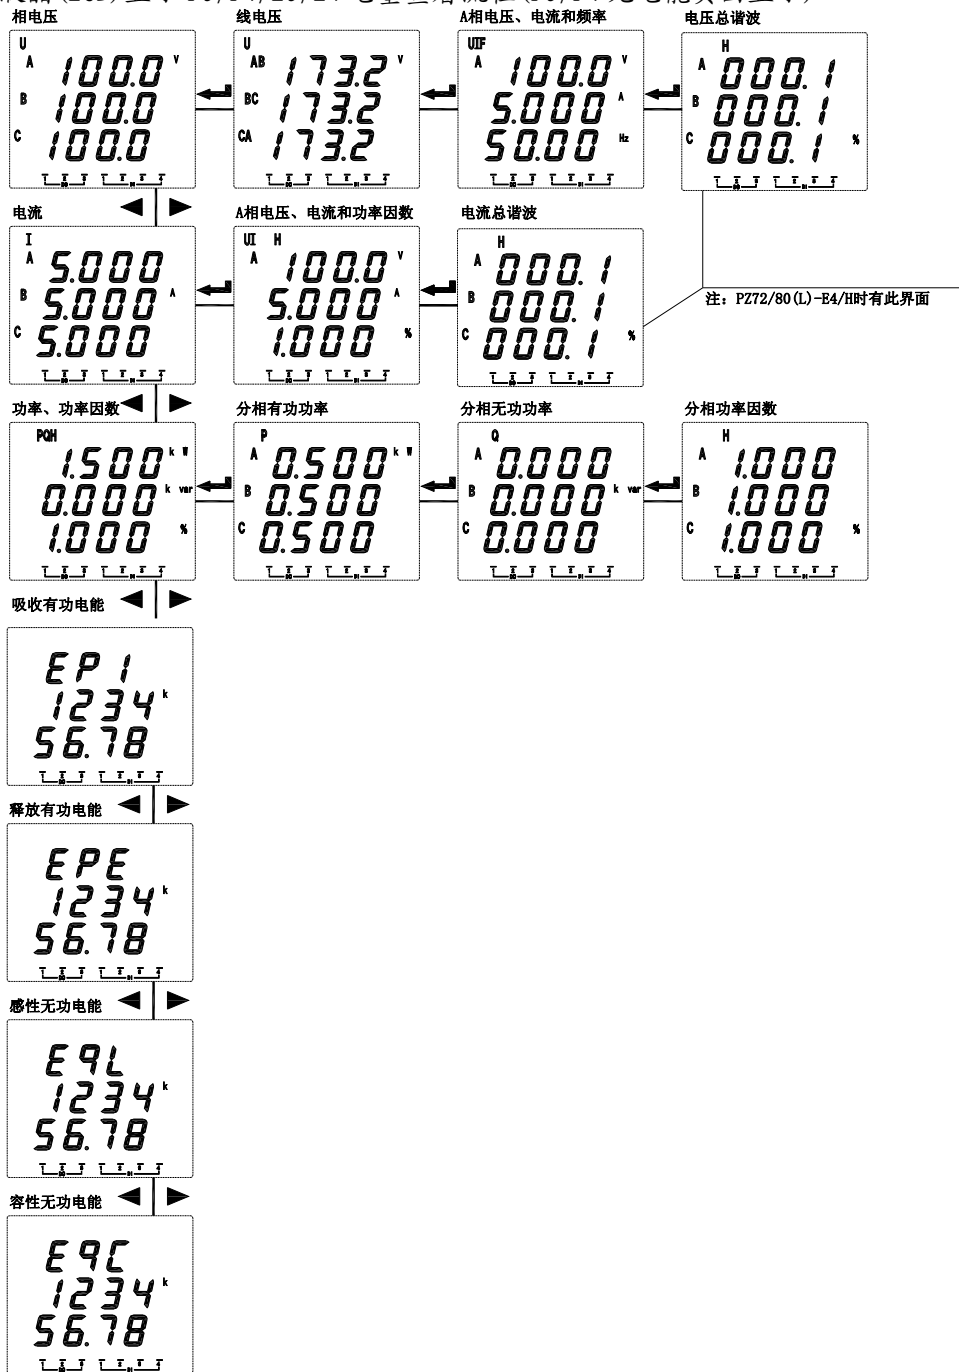 相电压
线电压
A相电压、电流和频率
电压总谐波
U
A 100.0 V
B 100.0
C 100.0
U
AB 173.2 V
BC 173.2
CA 173.2
UIF
A 100.0 V
5.000 A
50.00 Hz
H
A 000.1
B 000.1
C 000.1 %
电流
A相电压、电流和功率因数
电流总谐波
I
A 5.000
B 5.000 A
C 5.000
UI H
A 100.0 V
5.000 A
1.000 %
H
A 000.1
B 000.1
C 000.1 %
注: PZ72/80(L)-E4/H时有此界面
功率、功率因数
分相有功功率
分相无功功率
分相功率因数
PQH
1.500 k W
0.000 k var
1.000 %
P
A 0.500 k W
B 0.500
C 0.500
Q
A 0.000
B 0.000 k var
C 0.000
H
A 1.000
B 1.000
C 1.000 %
吸收有功电能
EPI
1234 k
56.78
释放有功电能
EPE
1234 k
56.78
感性无功电能
EqL
1234 k
56.78
容性无功电能
EqC
1234 k
56.78